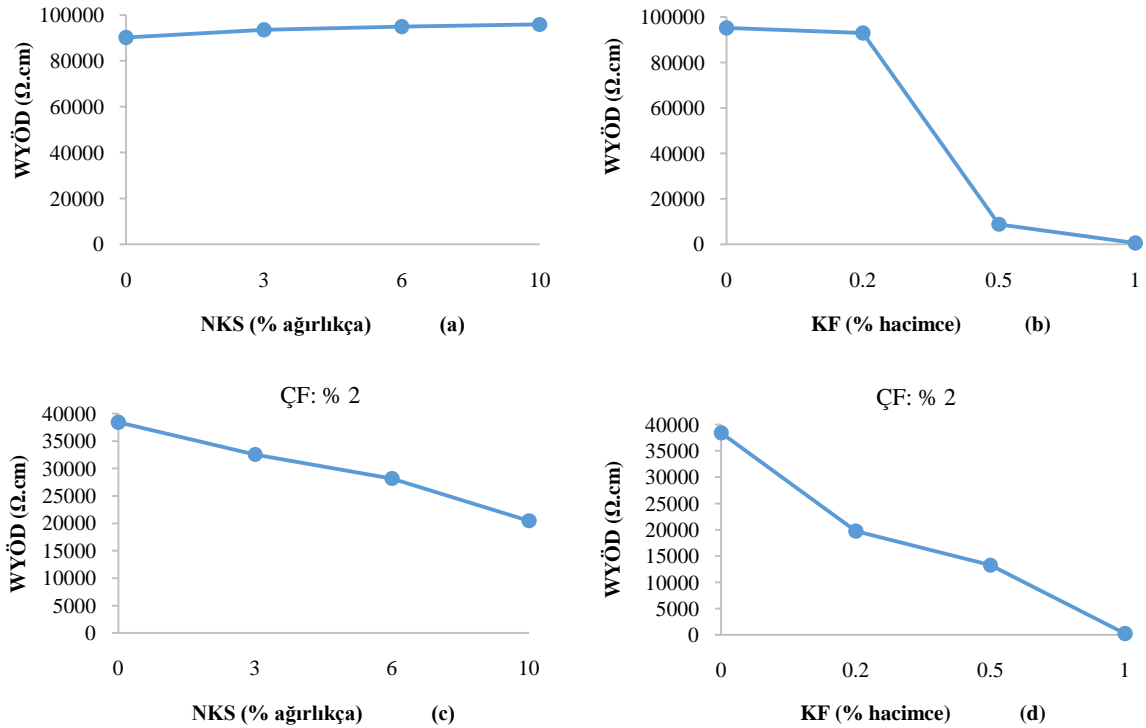 WYÖD (Ω.cm)
100000
80000
60000
40000
20000
0
0 3 6 10
NKS (% ağırlıkça) (a)
WYÖD (Ω.cm)
100000
80000
60000
40000
20000
0
0 0.2 0.5 1
KF (% hacimce) (b)
ÇF: % 2
WYÖD (Ω.cm)
40000
35000
30000
25000
20000
15000
10000
5000
0
0 3 6 10
NKS (% ağırlıkça) (c)
ÇF: % 2
WYÖD (Ω.cm)
40000
35000
30000
25000
20000
15000
10000
5000
0
0 0.2 0.5 1
KF (% hacimce) (d)